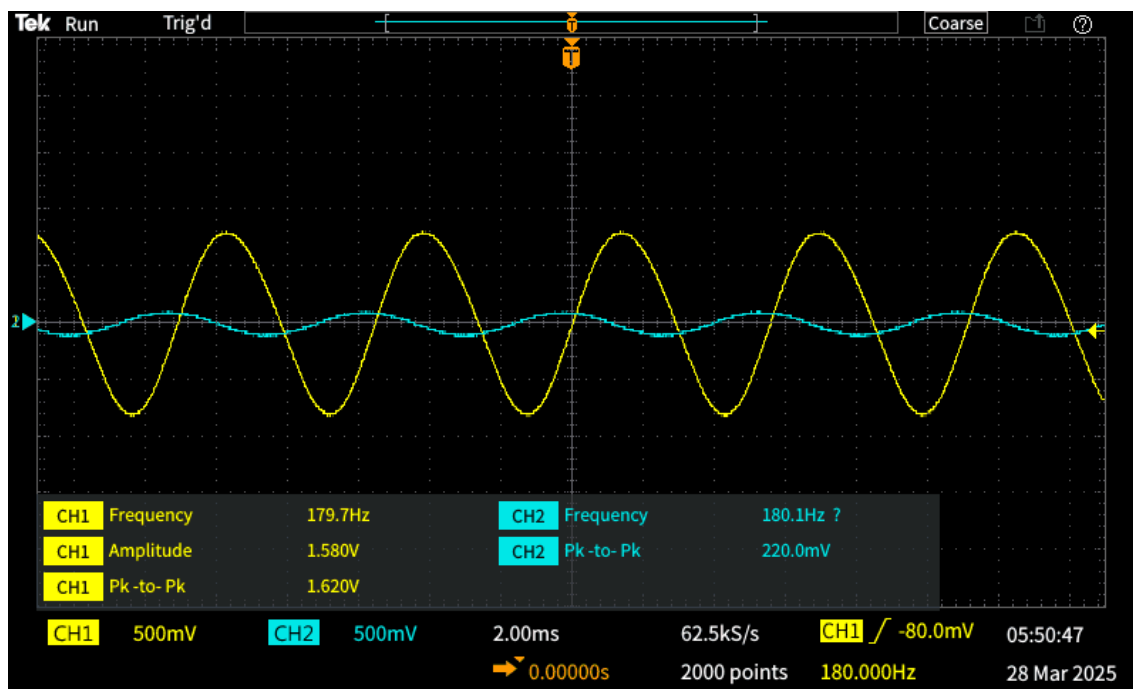 Tek Run Trig'd T Coarse ?
T
CH1 Frequency 179.7Hz CH2 Frequency 180.1Hz ?
CH1 Amplitude 1.580V CH2 Pk -to- Pk 220.0mV
CH1 Pk -to- Pk 1.620V
CH1 500mV CH2 500mV 2.00ms 62.5kS/s CH1 -80.0mV 05:50:47
0.00000s 2000 points 180.000Hz 28 Mar 2025